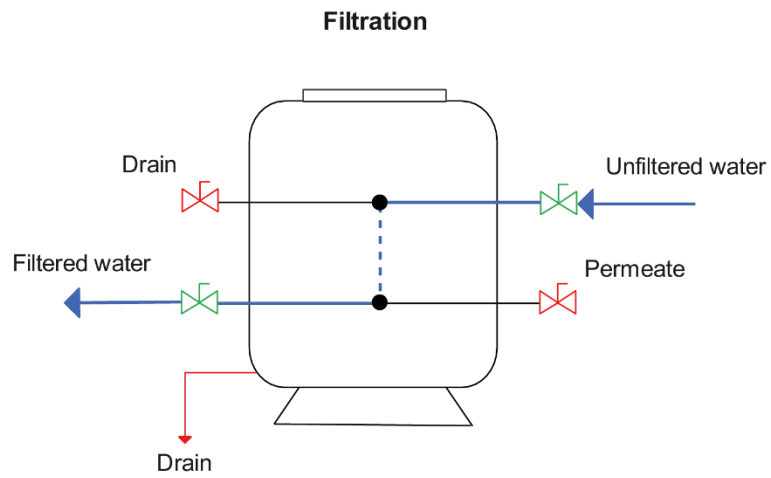 Filtration
Drain
Unfiltered water
Filtered water
Permeate
Drain